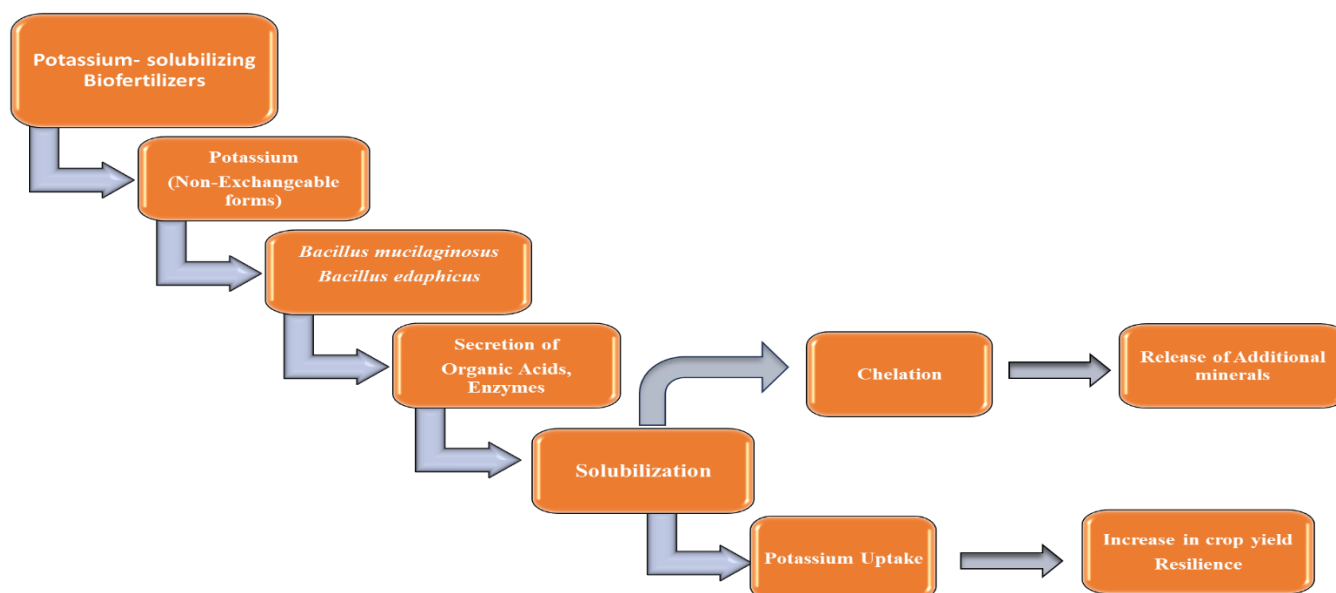 Potassium- solubilizing
Biofertilizers
Potassium
(Non-Exchangeable
forms)
Bacillus mucilaginosus
Bacillus edaphicus
Secretion of
Organic Acids,
Enzymes
Solubilization
Chelation
Release of Additional
minerals
Potassium Uptake
Increase in crop yield
Resilience